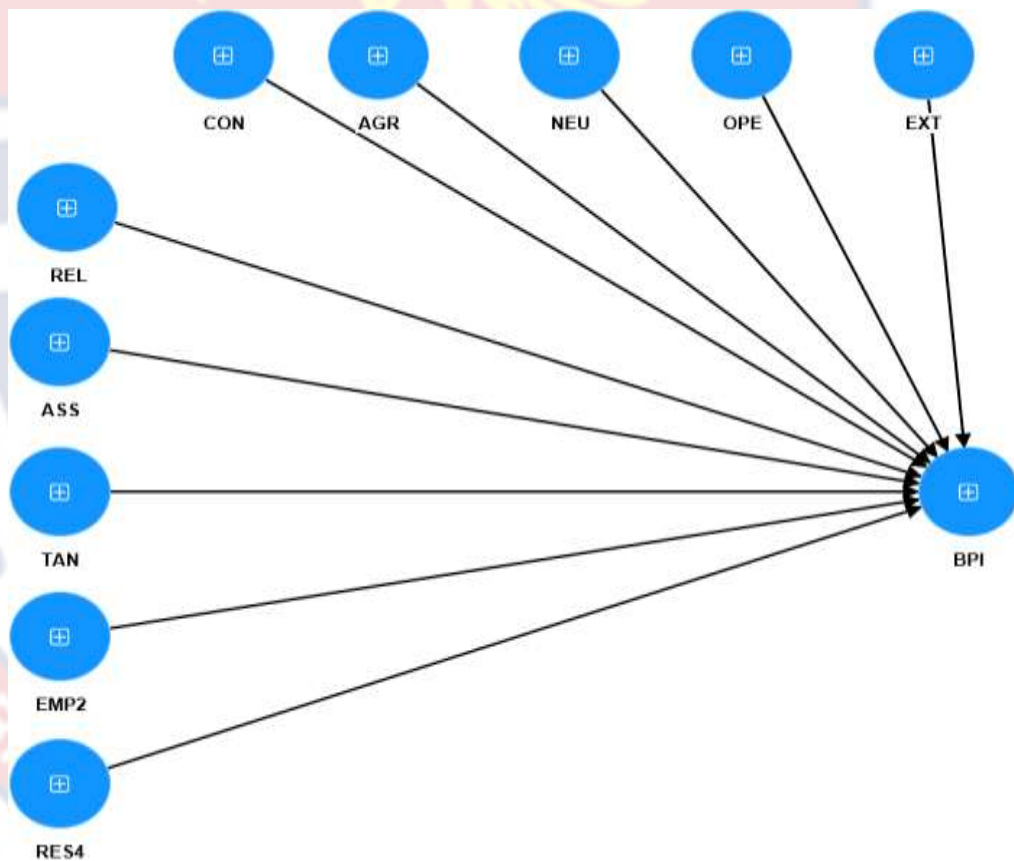 CON
AGR
NEU
OPE
EXT
REL
ASS
TAN
BPI
EMP2
RES4